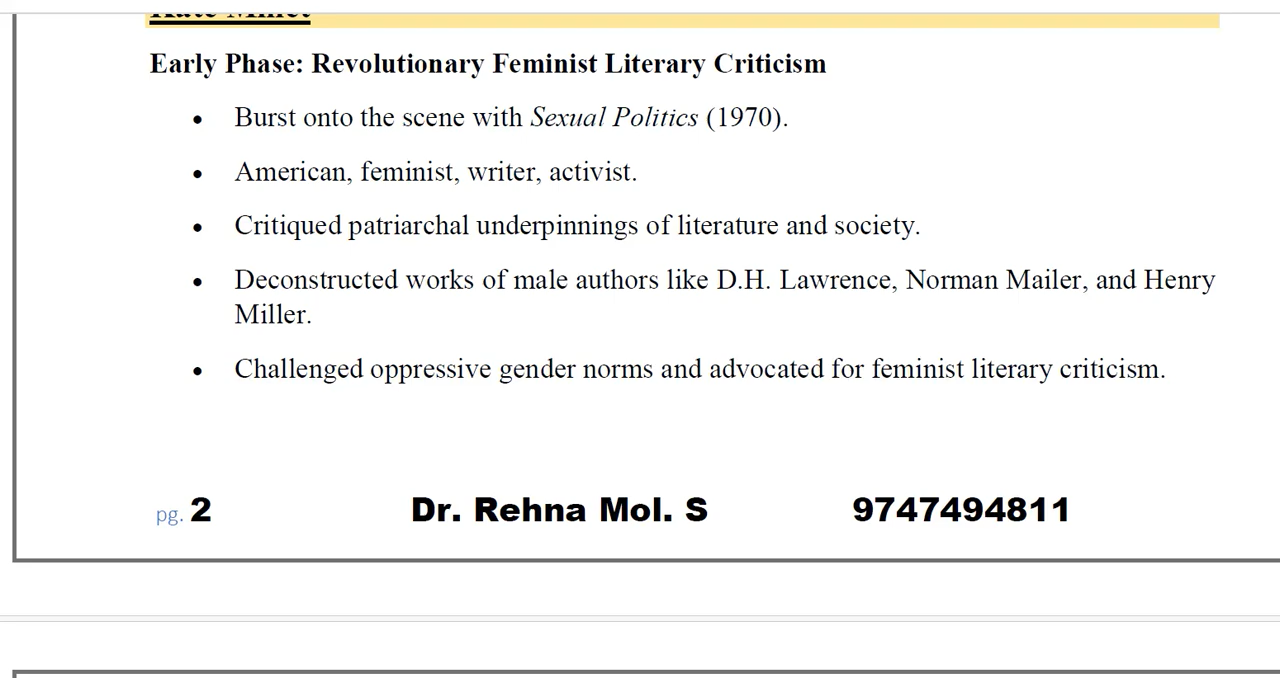 Kate Millet
Early Phase: Revolutionary Feminist Literary Criticism
• Burst onto the scene with Sexual Politics (1970).
• American, feminist, writer, activist.
• Critiqued patriarchal underpinnings of literature and society.
• Deconstructed works of male authors like D.H. Lawrence, Norman Mailer, and Henry
Miller.
• Challenged oppressive gender norms and advocated for feminist literary criticism.
pg. 2 Dr. Rehna Mol. S 9747494811